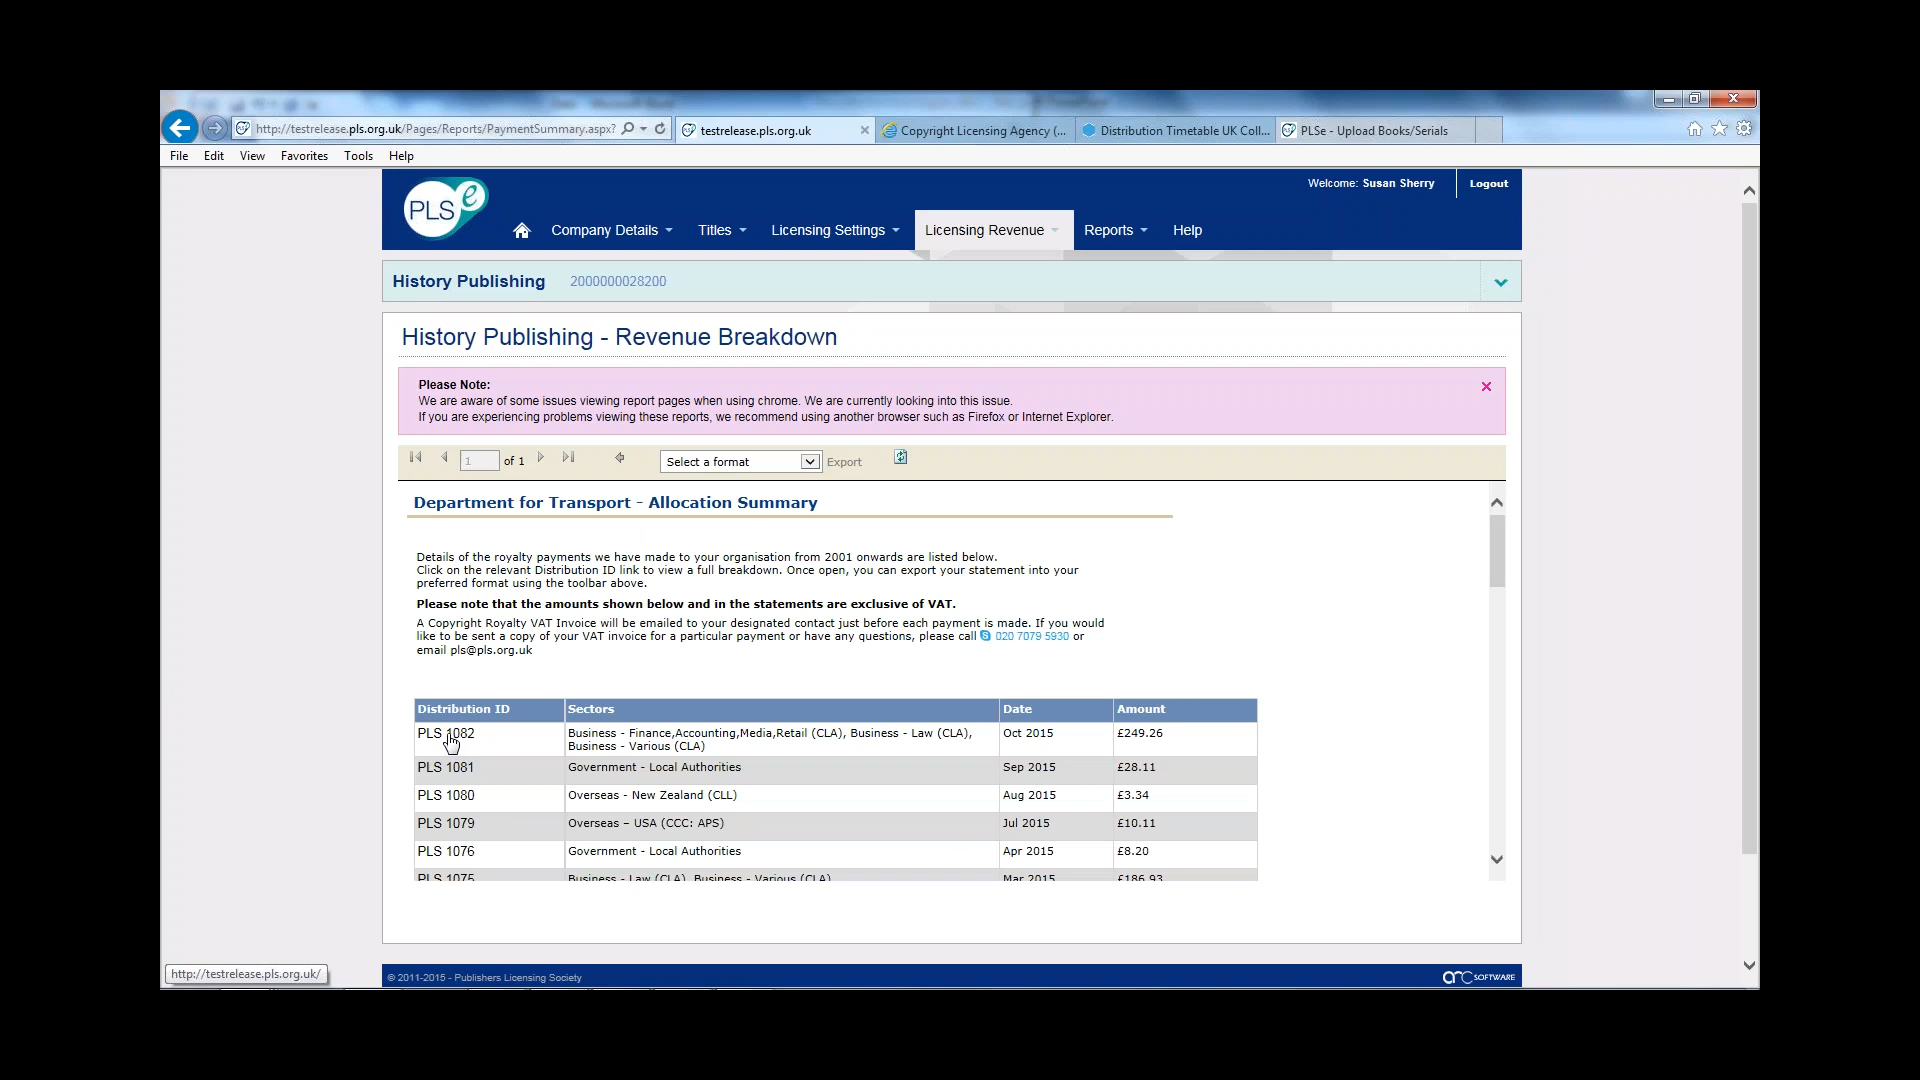 http://testrelease.pls.org.uk/Pages/Reports/PaymentSummary.aspx?
testrelease.pls.org.uk
Copyright Licensing Agency (...
Distribution Timetable UK Coll...
PLSe - Upload Books/Serials
File Edit View Favorites Tools Help
PLS e
Welcome: Susan Sherry
Logout
Company Details
Titles
Licensing Settings
Licensing Revenue
Reports
Help
History Publishing 2000000028200
History Publishing - Revenue Breakdown
Please Note:
We are aware of some issues viewing report pages when using chrome. We are currently looking into this issue.
If you are experiencing problems viewing these reports, we recommend using another browser such as Firefox or Internet Explorer.
1 of 1
Select a format
Export
Department for Transport - Allocation Summary
Details of the royalty payments we have made to your organisation from 2001 onwards are listed below.
Click on the relevant Distribution ID link to view a full breakdown. Once open, you can export your statement into your
preferred format using the toolbar above.
Please note that the amounts shown below and in the statements are exclusive of VAT.
A Copyright Royalty VAT Invoice will be emailed to your designated contact just before each payment is made. If you would
like to be sent a copy of your VAT invoice for a particular payment or have any questions, please call 020 7079 5930 or
email pls@pls.org.uk
Distribution ID Sectors Date Amount
PLS 1082 Business - Finance,Accounting,Media,Retail (CLA), Business - Law (CLA), Oct 2015 £249.26
Business - Various (CLA)
PLS 1081 Government - Local Authorities Sep 2015 £28.11
PLS 1080 Overseas - New Zealand (CLL) Aug 2015 £3.34
PLS 1079 Overseas – USA (CCC: APS) Jul 2015 £10.11
PLS 1076 Government - Local Authorities Apr 2015 £8.20
PLS 1075 Business - Law (CLA), Business - Various (CLA) Mar 2015 £186.93
http://testrelease.pls.org.uk/
© 2011-2015 - Publishers Licensing Society
arc SOFTWARE